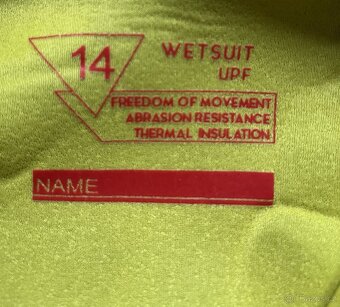 14
WETSUIT
UPF
FREEDOM OF MOVEMENT
ABRASION RESISTANCE
THERMAL INSULATION
NAME